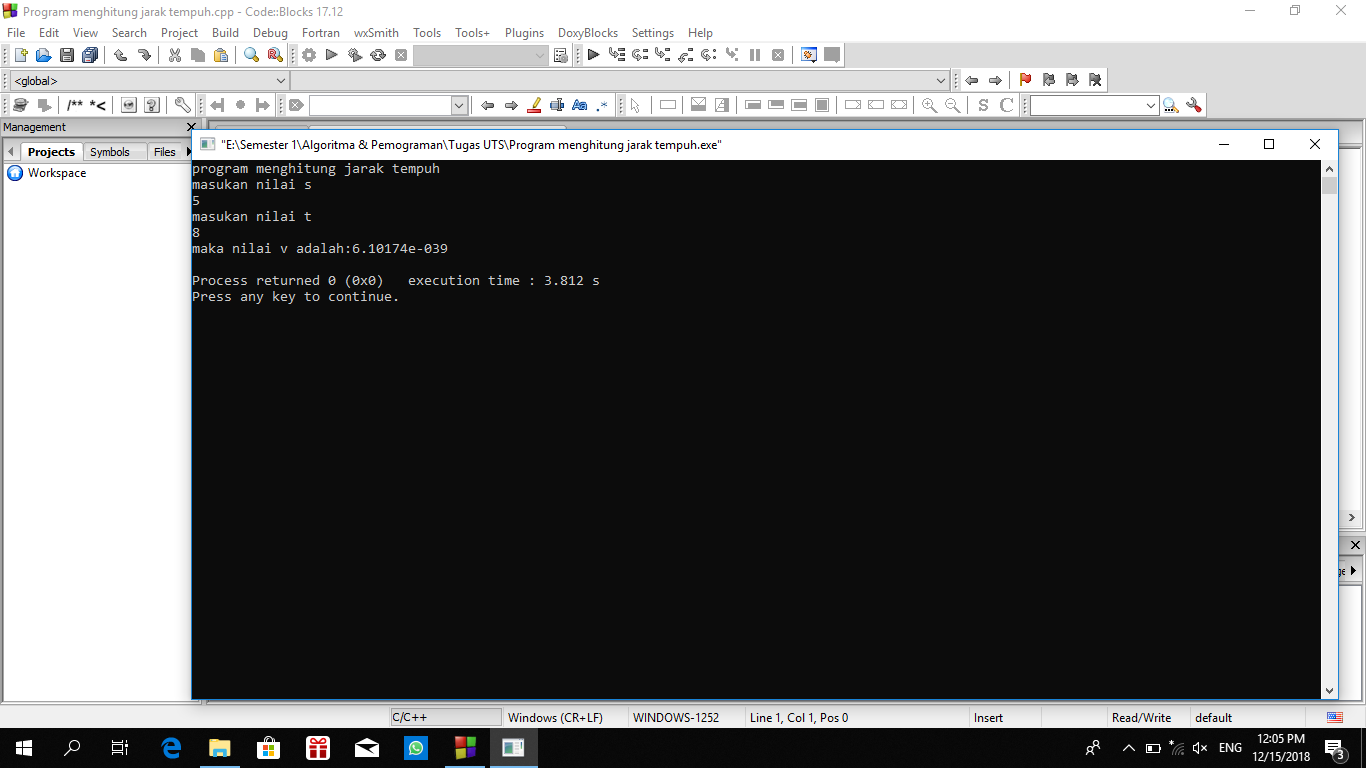 Program menghitung jarak tempuh.cpp - Code::Blocks 17.12
File Edit View Search Project Build Debug Fortran wxSmith Tools Tools+ Plugins DoxyBlocks Settings Help
<global>
/** *<
Aa .*
S C
Management
Projects Symbols Files
Workspace
"E:\Semester 1\Algoritma & Pemograman\Tugas UTS\Program menghitung jarak tempuh.exe"
program menghitung jarak tempuh
masukan nilai s
5
masukan nilai t
8
maka nilai v adalah:6.10174e-039
Process returned 0 (0x0)   execution time : 3.812 s
Press any key to continue.
C/C++ Windows (CR+LF) WINDOWS-1252 Line 1, Col 1, Pos 0 Insert Read/Write default
ENG 12:05 PM
12/15/2018 3